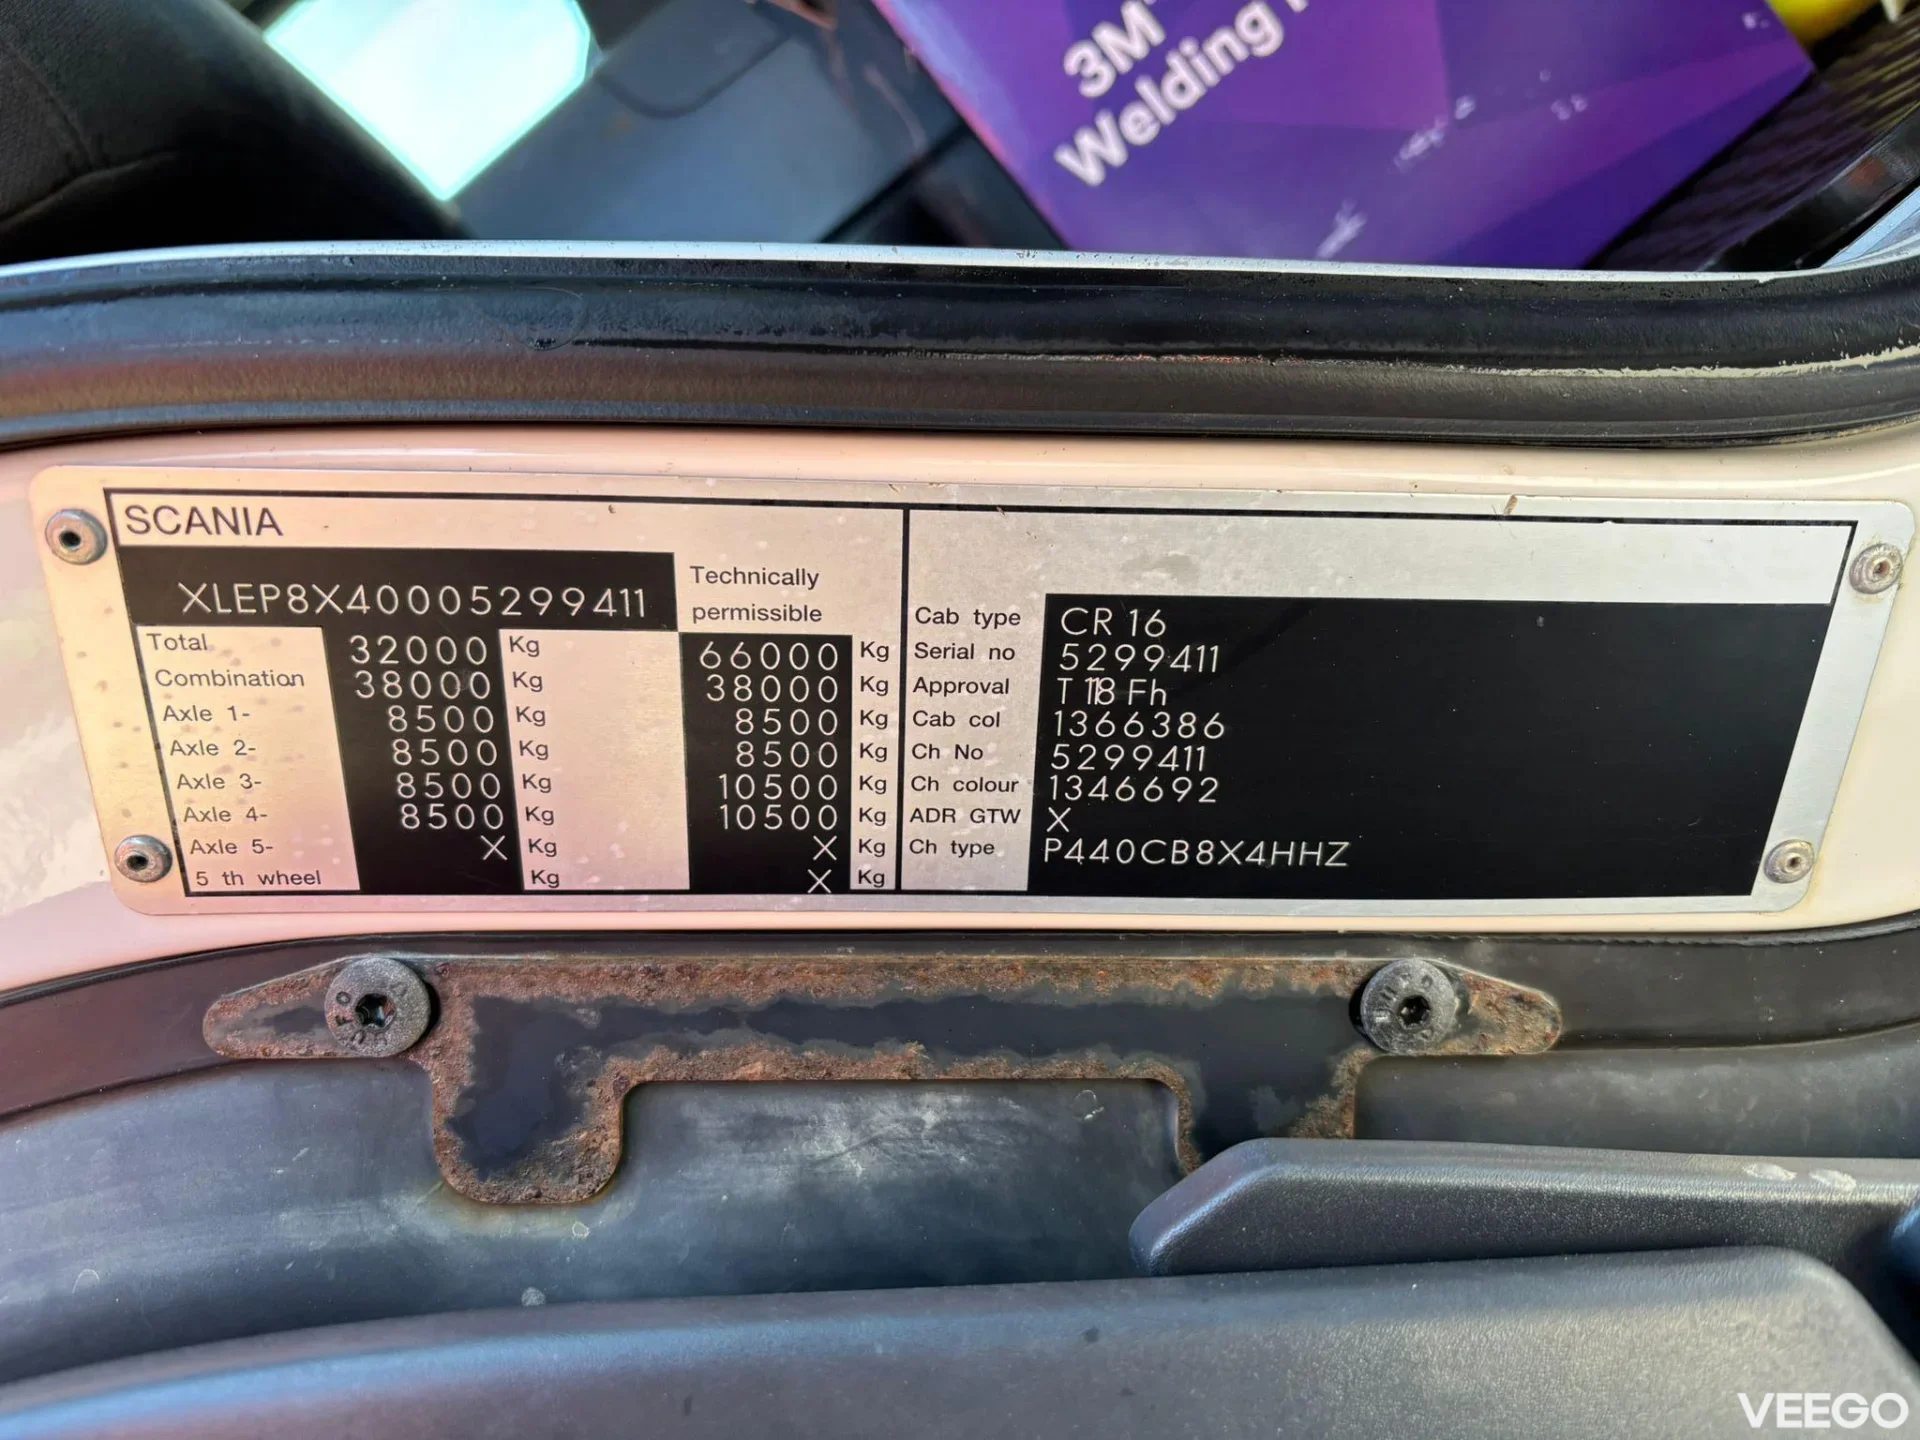 3M
Welding
SCANIA
XLEP8X40005299411
Technically
permissible
Total 32000 Kg 66000 Kg
Combination 38000 Kg 38000 Kg
Axle 1- 8500 Kg 8500 Kg
Axle 2- 8500 Kg 8500 Kg
Axle 3- 8500 Kg 10500 Kg
Axle 4- 8500 Kg 10500 Kg
Axle 5- X Kg X Kg
5 th wheel Kg X Kg
Cab type CR 16
Serial no 5299411
Approval T 18 Fh
Cab col 1366386
Ch No 5299411
Ch colour 1346692
ADR GTW X
Ch type P440CB8X4HHZ
VEEGO